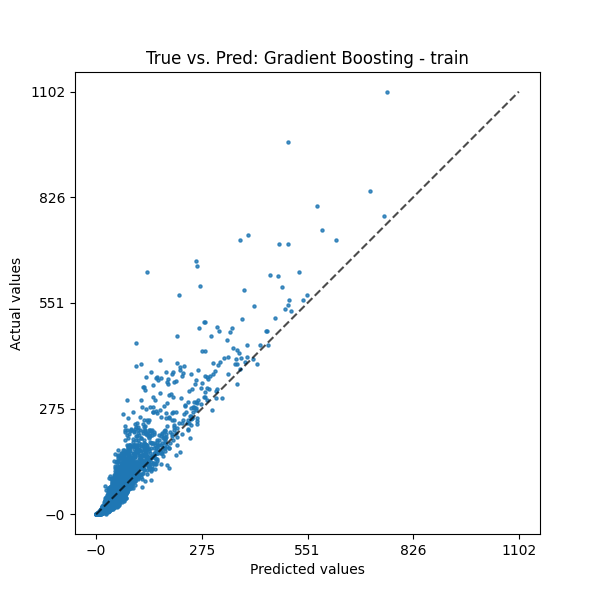 True vs. Pred: Gradient Boosting - train
1102
826
551
275
−0
Actual values
−0 275 551 826 1102
Predicted values